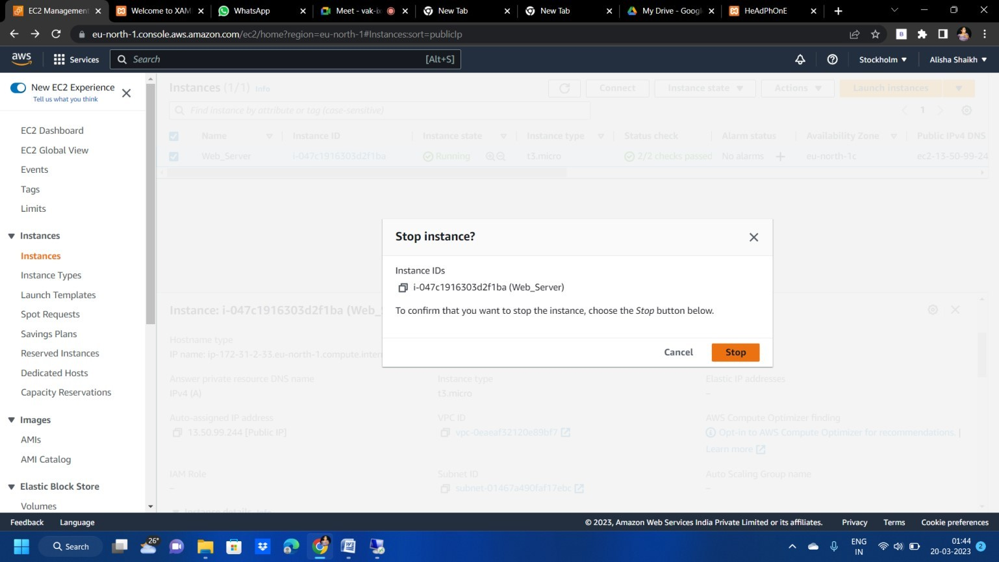 EC2 Management
Welcome to XAM
WhatsApp
Meet - vak-ix
New Tab
New Tab
My Drive - Googl
HeAdPhOnE
eu-north-1.console.aws.amazon.com/ec2/home?region=eu-north-1#Instances:sort=publicIp
aws
Services
Search
[Alt+S]
Stockholm
Alisha Shaikh
New EC2 Experience
Tell us what you think
EC2 Dashboard
EC2 Global View
Events
Tags
Limits
Instances
Instances
Instance Types
Launch Templates
Spot Requests
Savings Plans
Reserved Instances
Dedicated Hosts
Capacity Reservations
Images
AMIs
AMI Catalog
Elastic Block Store
Volumes
Instances (1/1) Info
Connect
Instance state
Actions
Launch instances
Find instance by attribute or tag (case-sensitive)
1
Name Instance ID Instance state Instance type Status check Alarm status Availability Zone Public IPv4 DNS
Web_Server i-047c1916303d2f1ba Running t3.micro 2/2 checks passed No alarms eu-north-1c ec2-13-50-99-24
Stop instance?
Instance IDs
i-047c1916303d2f1ba (Web_Server)
To confirm that you want to stop the instance, choose the Stop button below.
Cancel
Stop
Instance: i-047c1916303d2f1ba (Web_S
Hostname type
IP name: ip-172-31-2-33.eu-north-1.compute.inter
Answer private resource DNS name
IPv4 (A)
Instance type
t3.micro
Elastic IP addresses
–
Auto-assigned IP address
13.50.99.244 [Public IP]
VPC ID
vpc-0eaeaf32120e89bf7
AWS Compute Optimizer finding
Opt-in to AWS Compute Optimizer for recommendations. |
Learn more
IAM Role
–
Subnet ID
subnet-01467a490faf17ebc
Auto Scaling Group name
–
Instance details Info
Feedback
Language
© 2023, Amazon Web Services India Private Limited or its affiliates.
Privacy
Terms
Cookie preferences
Search
26°
ENG
IN
01:44
20-03-2023
2